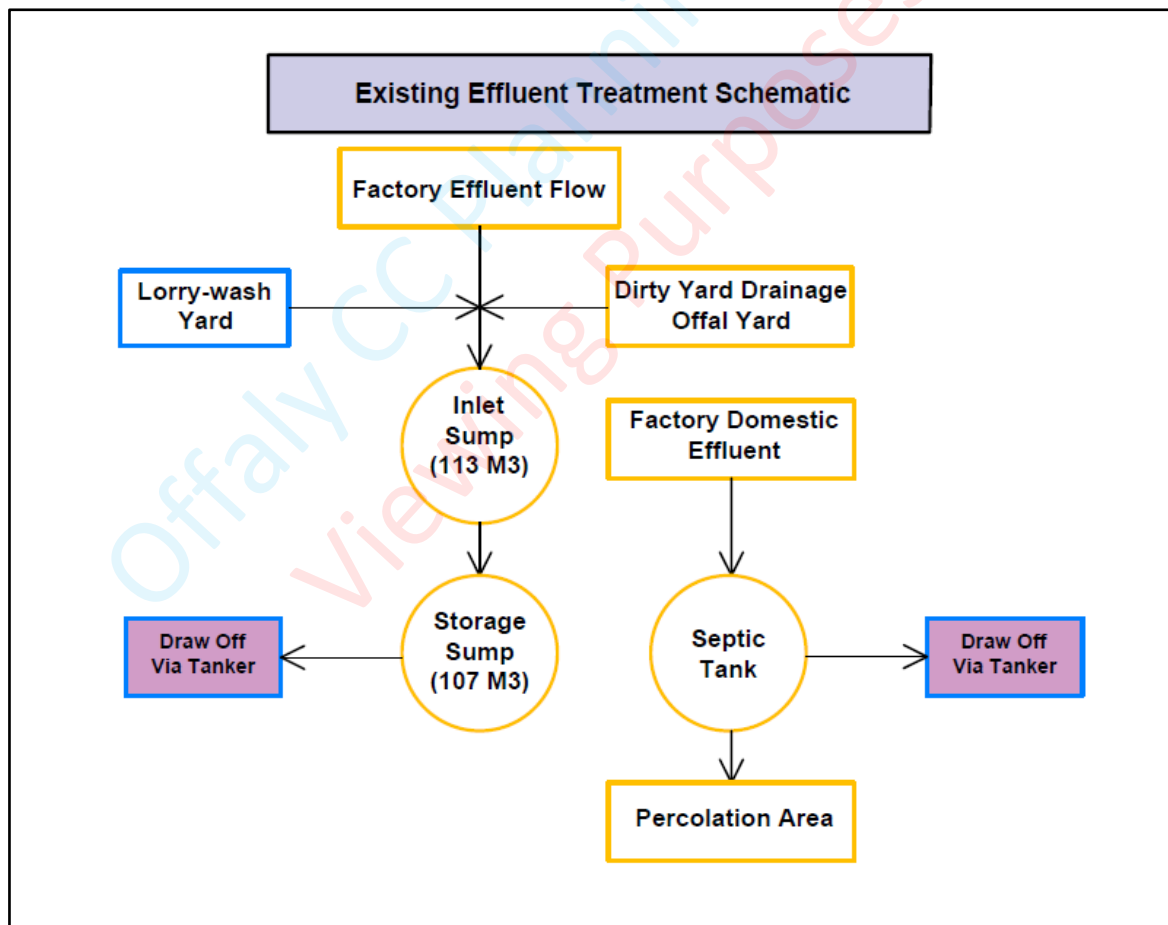 Existing Effluent Treatment Schematic
Factory Effluent Flow
Lorry-wash
Yard
Dirty Yard Drainage
Offal Yard
Inlet
Sump
(113 M3)
Factory Domestic
Effluent
Storage
Sump
(107 M3)
Draw Off
Via Tanker
Septic
Tank
Draw Off
Via Tanker
Percolation Area
Offaly CC
Viewing Purposes